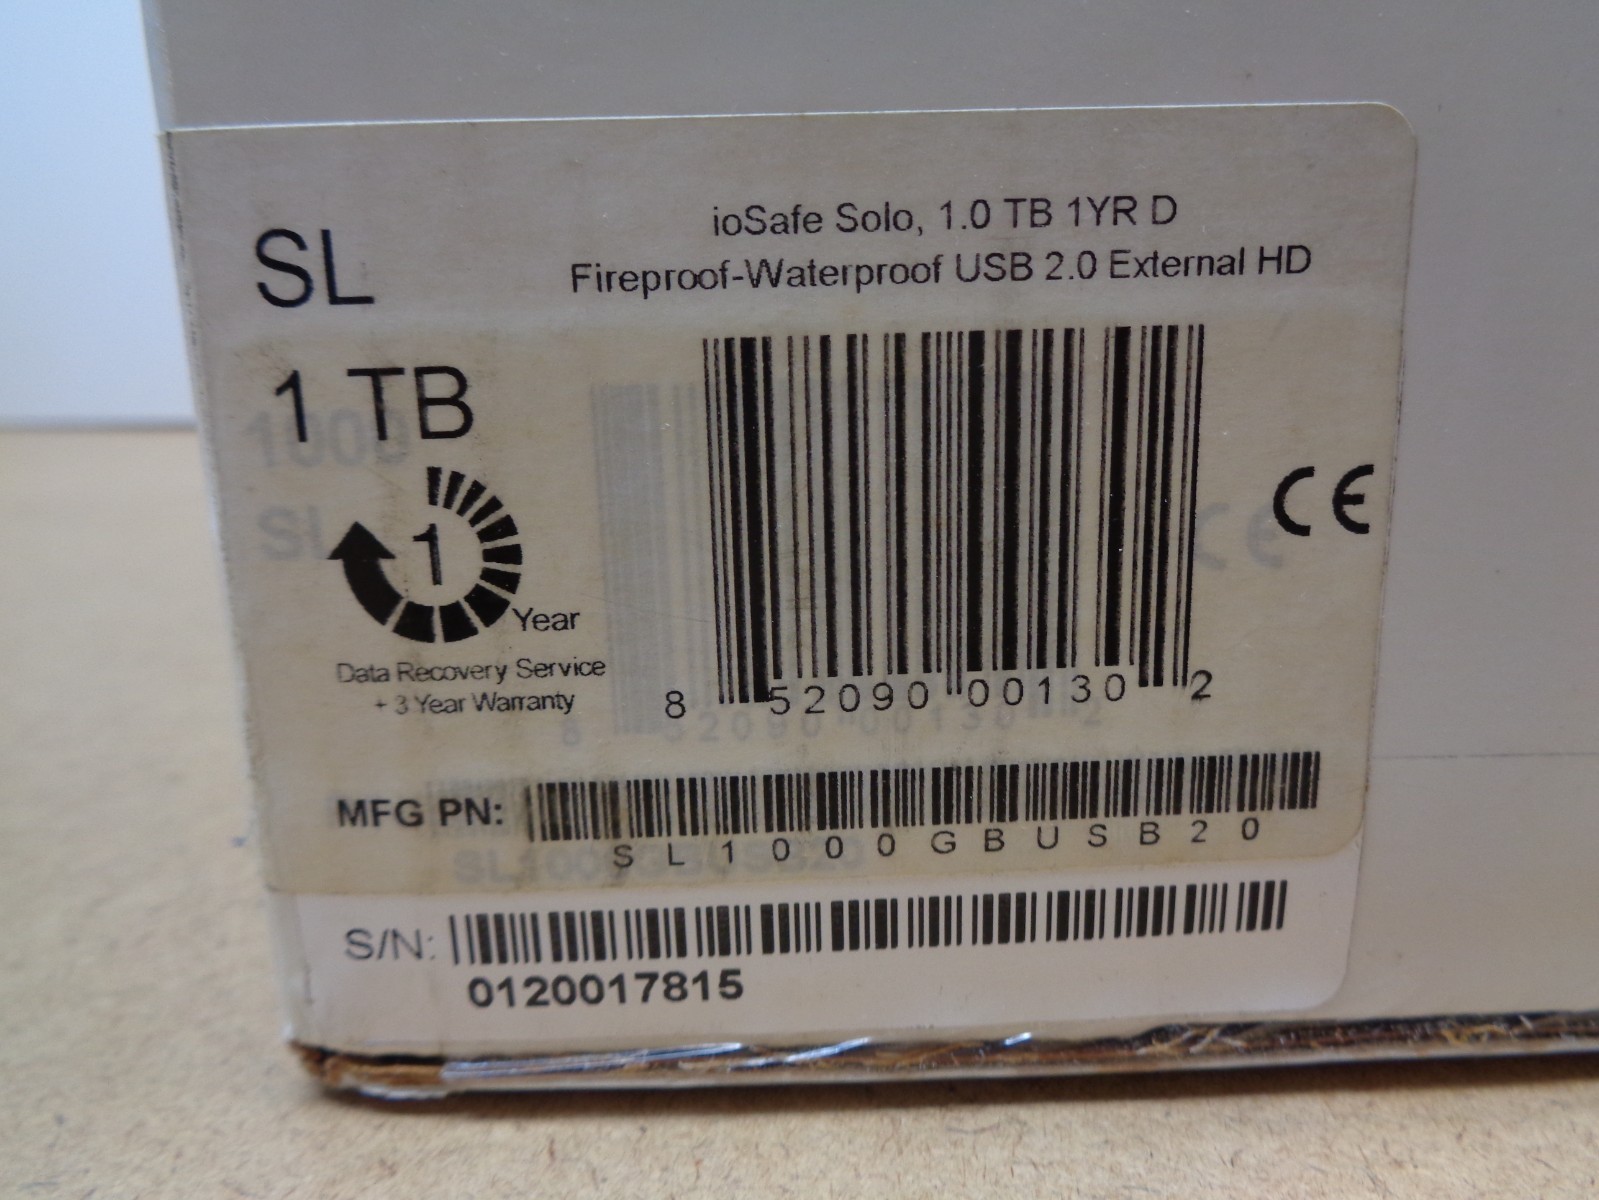 SL
ioSafe Solo, 1.0 TB 1YR D
Fireproof-Waterproof USB 2.0 External HD
1 TB
1
Year
Data Recovery Service
+ 3 Year Warranty
8 52090 00130 2
CE
MFG PN:
SL1000GBUSB20
S/N:
0120017815